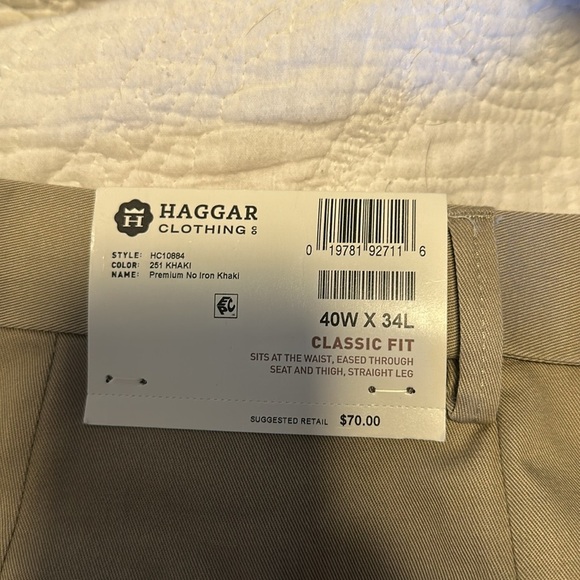 H
HAGGAR
CLOTHING CO
STYLE: HC10884
COLOR: 251 KHAKI
NAME: Premium No Iron Khaki
0 19781 92711 6
40W X 34L
CLASSIC FIT
SITS AT THE WAIST, EASED THROUGH
SEAT AND THIGH, STRAIGHT LEG
SUGGESTED RETAIL $70.00